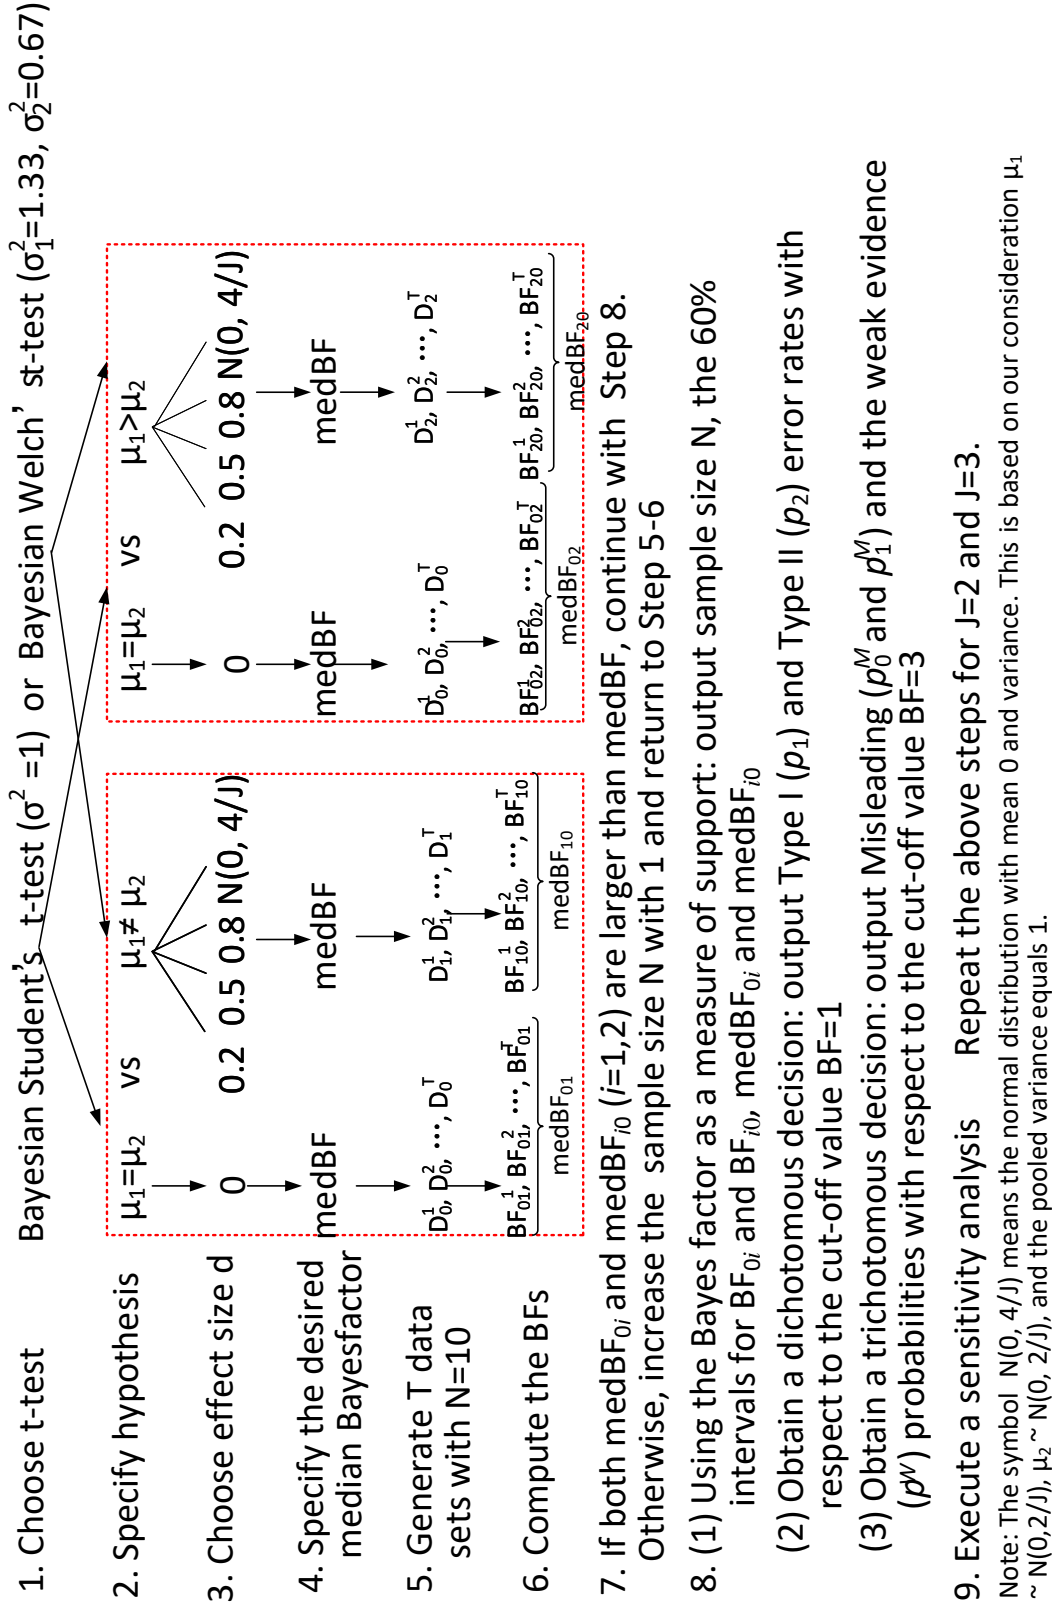 1. Choose t-test Bayesian Student's t-test (σ² =1) or Bayesian Welch' st-test (σ₁²=1.33, σ₂²=0.67)
2. Specify hypothesis μ₁=μ₂ vs μ₁≠ μ₂ μ₁=μ₂ vs μ₁>μ₂
3. Choose effect size d 0 0.2 0.5 0.8 N(0, 4/J) 0 0.2 0.5 0.8 N(0, 4/J)
4. Specify the desired
median Bayesfactor medBF medBF medBF medBF
5. Generate T data
sets with N=10 D₀¹, D₀², ···, D₀ᵀ D₁¹, D₁², ···, D₁ᵀ D₀¹, D₀², ···, D₀ᵀ D₂¹, D₂², ···, D₂ᵀ
6. Compute the BFs BF₀₁¹, BF₀₁², ···, BF₀₁ᵀ BF₁₀¹, BF₁₀², ···, BF₁₀ᵀ BF₀₂¹, BF₀₂², ···, BF₀₂ᵀ BF₂₀¹, BF₂₀², ···, BF₂₀ᵀ
medBF₀₁ medBF₁₀ medBF₀₂ medBF₂₀
7. If both medBF₀ᵢ and medBFᵢ₀ (i=1,2) are larger than medBF, continue with Step 8.
Otherwise, increase the sample size N with 1 and return to Step 5-6
8. (1) Using the Bayes factor as a measure of support: output sample size N, the 60%
intervals for BF₀ᵢ and BFᵢ₀, medBF₀ᵢ and medBFᵢ₀
(2) Obtain a dichotomous decision: output Type I (p₁) and Type II (p₂) error rates with
respect to the cut-off value BF=1
(3) Obtain a trichotomous decision: output Misleading (p₀ᴹ and p₁ᴹ) and the weak evidence
(pᵂ) probabilities with respect to the cut-off value BF=3
9. Execute a sensitivity analysis Repeat the above steps for J=2 and J=3.
Note: The symbol N(0, 4/J) means the normal distribution with mean 0 and variance. This is based on our consideration μ₁
~ N(0,2/J), μ₂ ~ N(0, 2/J), and the pooled variance equals 1.